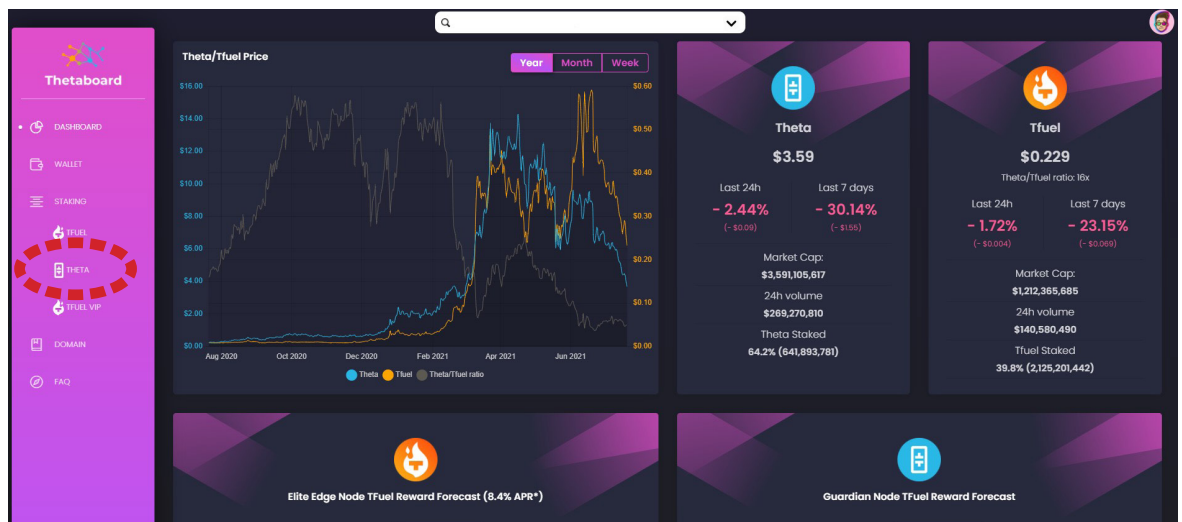 Thetaboard
DASHBOARD
WALLET
STAKING
TFUEL
THETA
TFUEL VIP
DOMAIN
FAQ
Theta/Tfuel Price
Year Month Week
$16.00 $0.60
$14.00
$0.50
$12.00
$0.40
$10.00
$8.00 $0.30
$6.00
$0.20
$4.00
$0.10
$2.00
$0.00 $0.00
Aug 2020 Oct 2020 Dec 2020 Feb 2021 Apr 2021 Jun 2021
Theta Tfuel Theta/Tfuel ratio
Theta
$3.59
Last 24h Last 7 days
- 2.44% - 30.14%
(- $0.09) (- $1.55)
Market Cap:
$3,591,105,617
24h volume
$269,270,810
Theta Staked
64.2% (641,893,781)
Tfuel
$0.229
Theta/Tfuel ratio: 16x
Last 24h Last 7 days
- 1.72% - 23.15%
(- $0.004) (- $0.069)
Market Cap:
$1,212,365,685
24h volume
$140,580,490
Tfuel Staked
39.8% (2,125,201,442)
Elite Edge Node TFuel Reward Forecast (8.4% APR*)
Guardian Node TFuel Reward Forecast